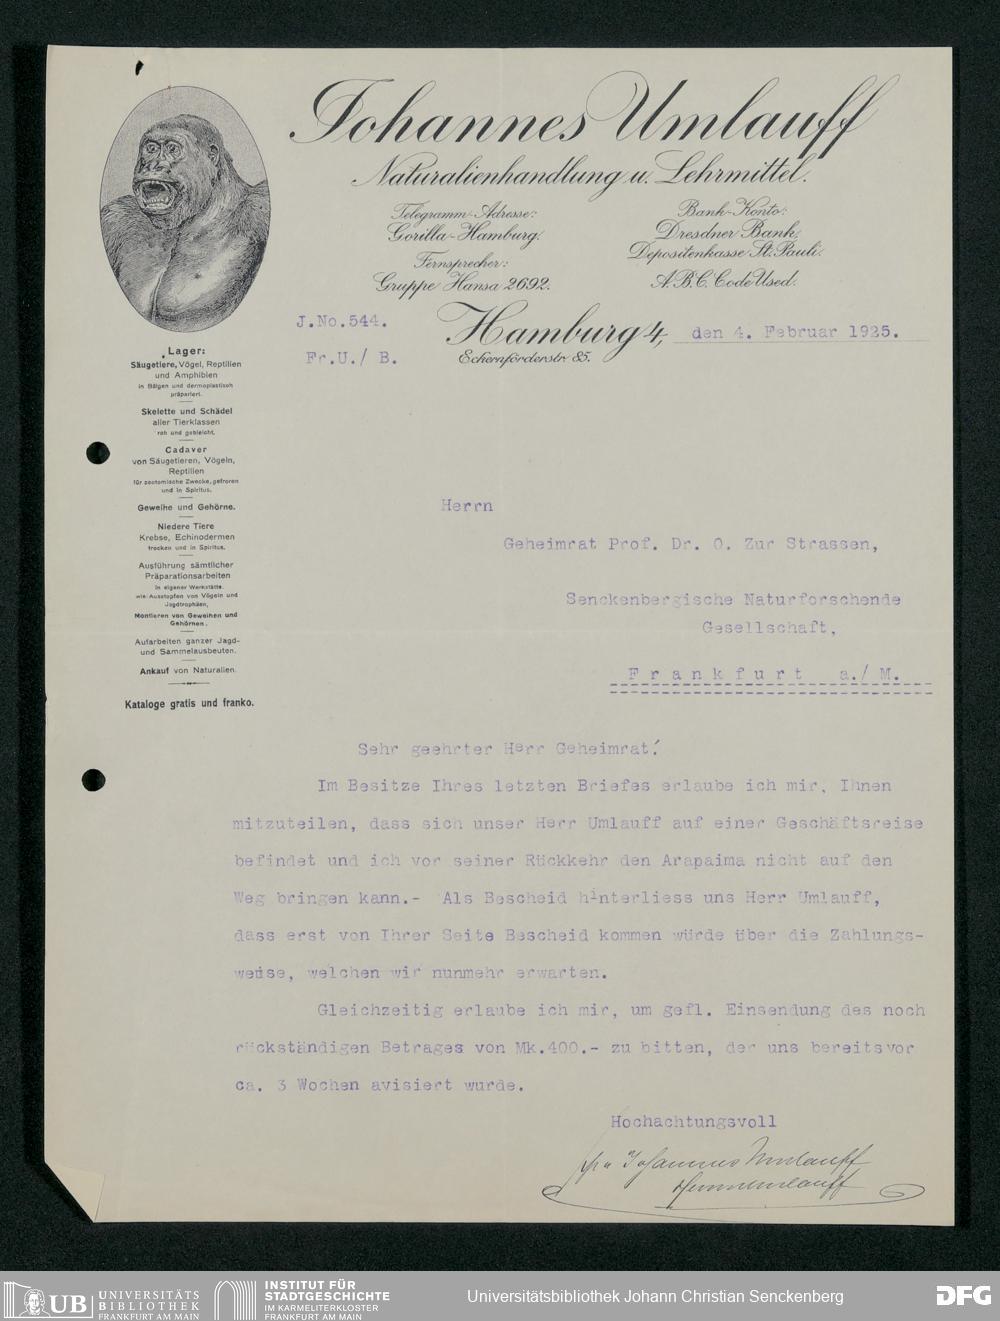 Johannes Umlauff
Naturalienhandlung u. Lehrmittel.
Telegramm-Adresse:
Gorilla-Hamburg.
Fernsprecher:
Gruppe Hansa 2692.
Bank-Konto:
Dresdner Bank,
Depositenkasse St. Pauli.
A.B.C. Code Used.
J.No.544.
Fr.U./ B.
Hamburg 4, den 4. Februar 1925.
Eckernförderstr. 85.
Lager:
Säugetiere, Vögel, Reptilien
und Amphibien
in Bälgen und dermoplastisch
präpariert.
Skelette und Schädel
aller Tierklassen
roh und gebleicht.
Cadaver
von Säugetieren, Vögeln,
Reptilien
für zootomische Zwecke, gefroren
und in Spiritus.
Geweihe und Gehörne.
Niedere Tiere
Krebse, Echinodermen
trocken und in Spiritus.
Ausführung sämtlicher
Präparationsarbeiten
in eigener Werkstätte.
wie Ausstopfen von Vögeln und
Jagdtrophäen,
Montieren von Geweihen und
Gehörnen.
Aufarbeiten ganzer Jagd-
und Sammelausbeuten.
Ankauf von Naturalien.
Kataloge gratis und franko.
Herrn
Geheimrat Prof. Dr. O. Zur Strassen,
Senckenbergische Naturforschende
Gesellschaft,
F r a n k f u r t   a./ M.
Sehr geehrter Herr Geheimrat!
Im Besitze Ihres letzten Briefes erlaube ich mir, Ihnen
mitzuteilen, dass sich unser Herr Umlauff auf einer Geschäftsreise
befindet und ich vor seiner Rückkehr den Arapaima nicht auf den
Weg bringen kann.- Als Bescheid hinterliess uns Herr Umlauff,
dass erst von Ihrer Seite Bescheid kommen würde über die Zahlungs-
weise, welchen wir nunmehr erwarten.
Gleichzeitig erlaube ich mir, um gefl. Einsendung des noch
rückständigen Betrages von Mk.400.- zu bitten, der uns bereitsvor
ca. 3 Wochen avisiert wurde.
Hochachtungsvoll
Johannes Umlauff
UB UNIVERSITÄTS
BIBLIOTHEK
FRANKFURT AM MAIN
INSTITUT FÜR
STADTGESCHICHTE
IM KARMELITERKLOSTER
FRANKFURT AM MAIN
Universitätsbibliothek Johann Christian Senckenberg
DFG